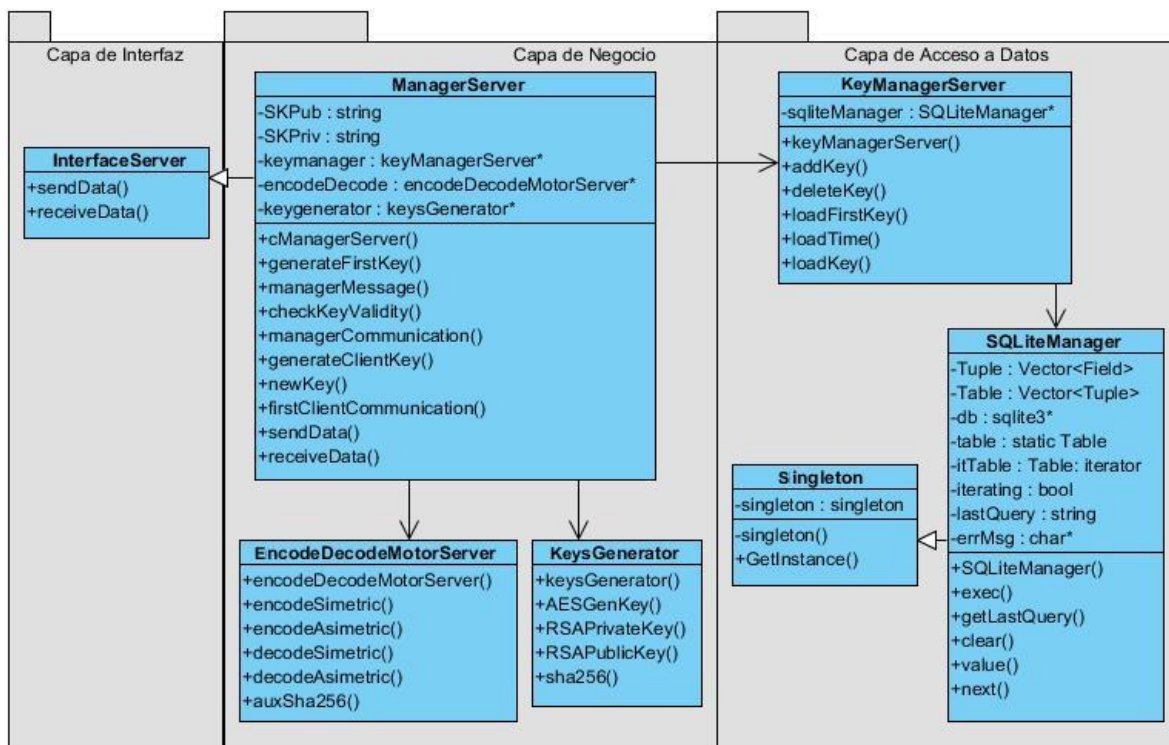 Capa de Interfaz
InterfaceServer
+sendData()
+receiveData()
Capa de Negocio
ManagerServer
-SKPub : string
-SKPriv : string
-keymanager : keyManagerServer*
-encodeDecode : encodeDecodeMotorServer*
-keygenerator : keysGenerator*
+cManagerServer()
+generateFirstKey()
+managerMessage()
+checkKeyValidity()
+managerCommunication()
+generateClientKey()
+newKey()
+firstClientCommunication()
+sendData()
+receiveData()
EncodeDecodeMotorServer
+encodeDecodeMotorServer()
+encodeSimetric()
+encodeAsimetric()
+decodeSimetric()
+decodeAsimetric()
+auxSha256()
KeysGenerator
+keysGenerator()
+AESGenKey()
+RSAPrivateKey()
+RSAPublicKey()
+sha256()
Capa de Acceso a Datos
KeyManagerServer
-sqliteManager : SQLiteManager*
+keyManagerServer()
+addKey()
+deleteKey()
+loadFirstKey()
+loadTime()
+loadKey()
Singleton
-singleton : singleton
-singleton()
+GetInstance()
SQLiteManager
-Tuple : Vector<Field>
-Table : Vector<Tuple>
-db : sqlite3*
-table : static Table
-itTable : Table: iterator
-iterating : bool
-lastQuery : string
-errMsg : char*
+SQLiteManager()
+exec()
+getLastQuery()
+clear()
+value()
+next()